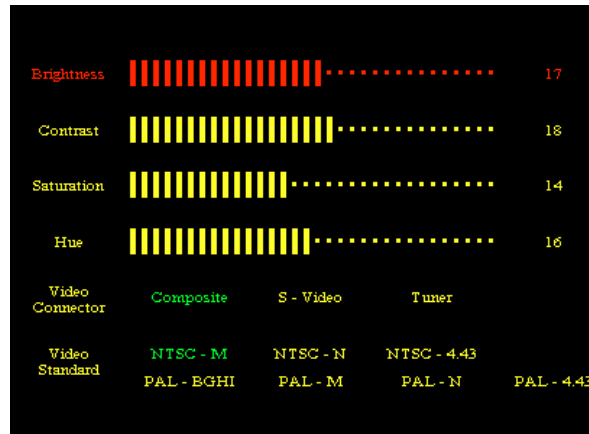 Brightness 17
Contrast 18
Saturation 14
Hue 16
Video Connector Composite S - Video Tuner
Video Standard NTSC - M NTSC - N NTSC - 4.43
PAL - BGHI PAL - M PAL - N PAL - 4.43